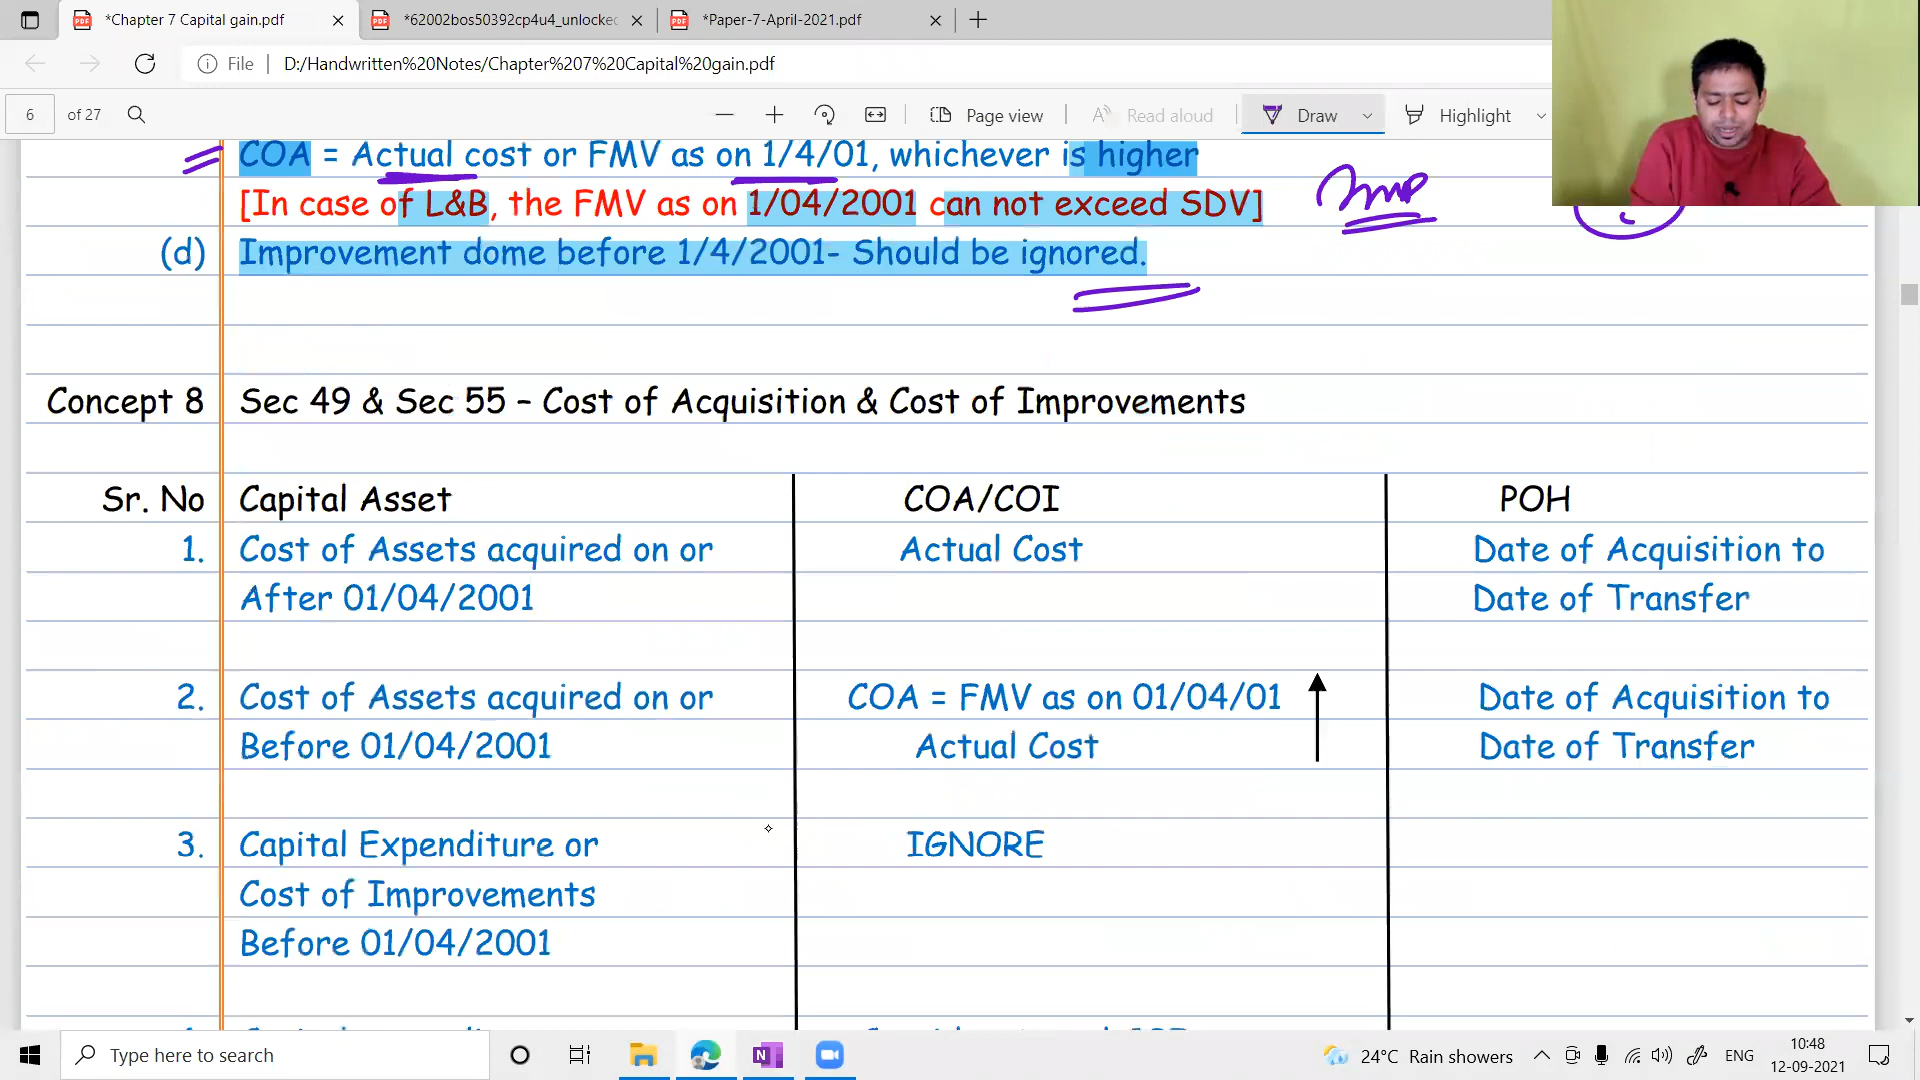 *Chapter 7 Capital gain.pdf
*62002bos50392cp4u4_unlocked
*Paper-7-April-2021.pdf
File D:/Handwritten%20Notes/Chapter%207%20Capital%20gain.pdf
6 of 27 Page view Read aloud Draw Highlight
COA = Actual cost or FMV as on 1/4/01, whichever is higher
[In case of L&B, the FMV as on 1/04/2001 can not exceed SDV] Imp
(d) Improvement dome before 1/4/2001- Should be ignored.
Concept 8 Sec 49 & Sec 55 – Cost of Acquisition & Cost of Improvements
Sr. No Capital Asset COA/COI POH
1. Cost of Assets acquired on or Actual Cost Date of Acquisition to
After 01/04/2001 Date of Transfer
2. Cost of Assets acquired on or COA = FMV as on 01/04/01 Date of Acquisition to
Before 01/04/2001 Actual Cost Date of Transfer
3. Capital Expenditure or IGNORE
Cost of Improvements
Before 01/04/2001
Type here to search
24°C Rain showers ENG 10:48
12-09-2021